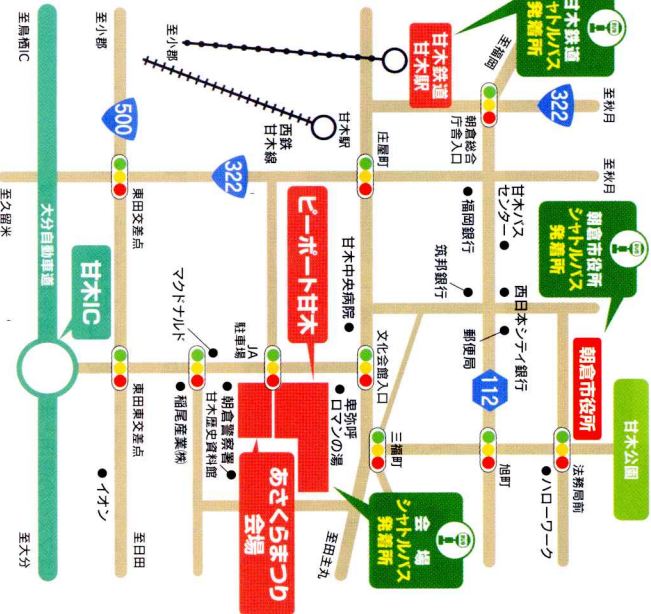 至鳥栖IC
至小郡
至小郡
甘木鉄道
甘木駅
甘木鉄道
シャトルバス
発着所
至福岡
322
至秋月
500
西鉄
甘木線
甘木駅
庄屋町
朝倉総合
庁舎入口
至秋月
至久留米
大分自動車道
東田交差点
322
ピーポート甘木
甘木中央病院
福岡銀行
甘木バス
センター
筑邦銀行
西日本シティ銀行
郵便局
朝倉市役所
シャトルバス
発着所
甘木IC
マクドナルド
JA
駐車場
文化会館入口
112
朝倉市役所
甘木公園
東田東交差点
稲尾産業㈱
朝倉警察署
甘木歴史資料館
卑弥呼
ロマンの湯
三福町
旭町
法務局前
ハローワーク
イオン
あさくらまつり
会場
会場
シャトルバス
発着所
至大分
至日田
至田主丸